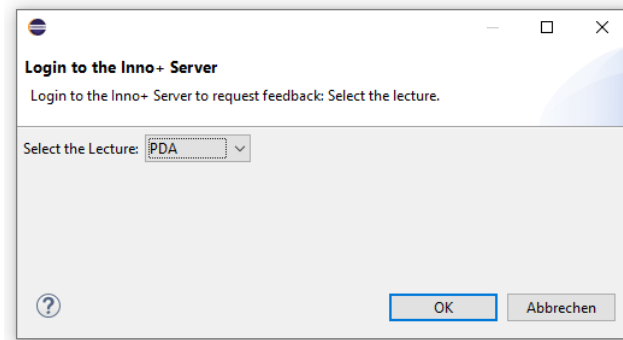 Login to the Inno+ Server
Login to the Inno+ Server to request feedback: Select the lecture.
Select the Lecture: PDA
?
OK Abbrechen